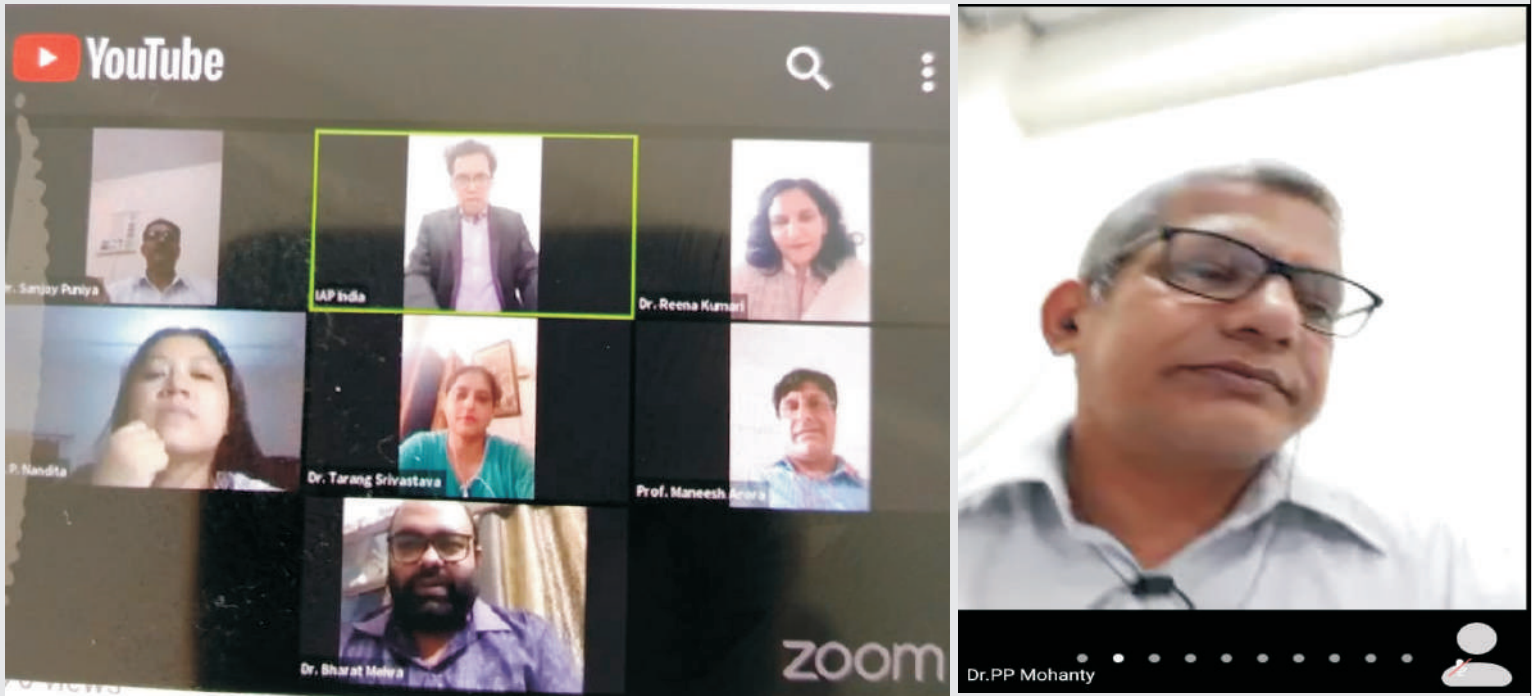 YouTube
r. Sanjay Puniya
IAP India
Dr. Reena Kumari
P. Nandita
Dr. Tarang Srivastava
Prof. Maneesh Arora
Dr. Bharat Mehra
zoom
views
Dr.PP Mohanty